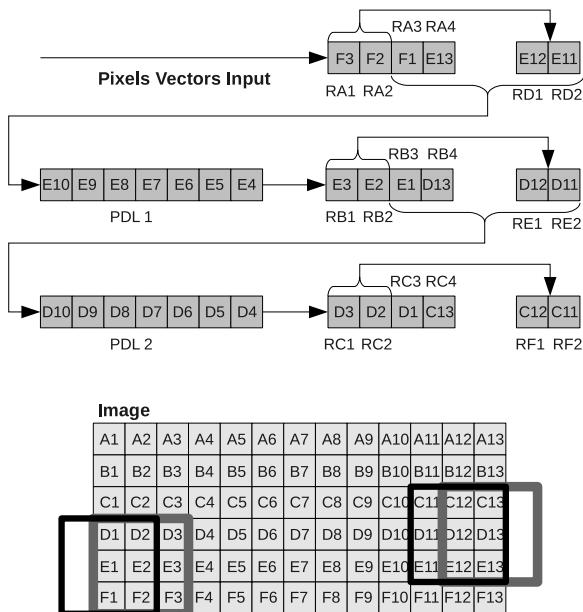 RA3 RA4
F3 F2 F1 E13 E12 E11
Pixels Vectors Input
RA1 RA2 RD1 RD2
RB3 RB4
E10 E9 E8 E7 E6 E5 E4 E3 E2 E1 D13 D12 D11
PDL 1 RB1 RB2 RE1 RE2
RC3 RC4
D10 D9 D8 D7 D6 D5 D4 D3 D2 D1 C13 C12 C11
PDL 2 RC1 RC2 RF1 RF2
Image
A1 A2 A3 A4 A5 A6 A7 A8 A9 A10 A11 A12 A13
B1 B2 B3 B4 B5 B6 B7 B8 B9 B10 B11 B12 B13
C1 C2 C3 C4 C5 C6 C7 C8 C9 C10 C11 C12 C13
D1 D2 D3 D4 D5 D6 D7 D8 D9 D10 D11 D12 D13
E1 E2 E3 E4 E5 E6 E7 E8 E9 E10 E11 E12 E13
F1 F2 F3 F4 F5 F6 F7 F8 F9 F10 F11 F12 F13